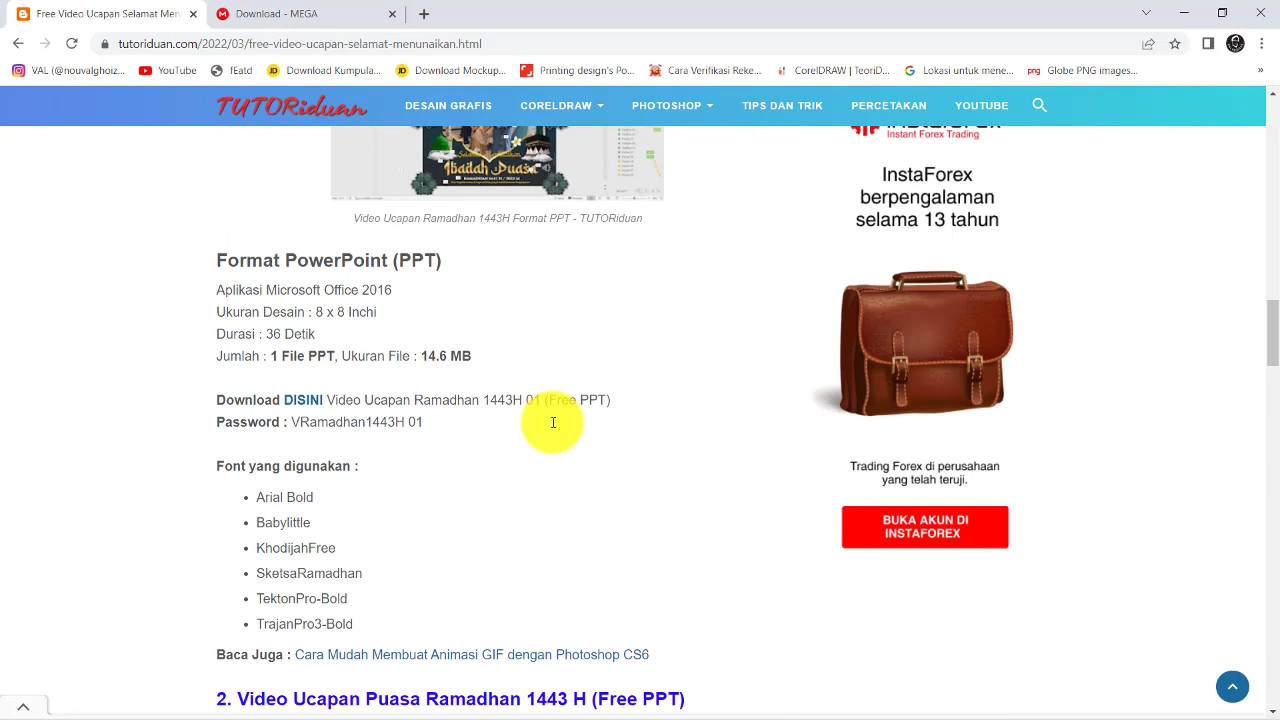 Free Video Selamat Men
Download - MEGA
tutoriduan.com/2022/03/free-video-ucapan-selamat-menunaikan.html
VAL (@nouvalghoiz...
YouTube
fEatd
Download Kumpula...
Download Mockup...
Printing design's Po...
Cara Verifikasi Reke...
CorelDRAW | TeoriD...
Lokasi untuk mene...
Globe PNG image...
»
TUTORiduan
DESAIN GRAFIS
CORELDRAW
PHOTOSHOP
TIPS DAN TRIK
PERCETAKAN
YOUTUBE
Ibadah Puasa
Video Ucapan Ramadhan 1443H Format PPT - TUTORiduan
Format PowerPoint (PPT)
Aplikasi Microsoft Office 2016
Ukuran Desain : 8 x 8 Inchi
Durasi : 36 Detik
Jumlah : 1 File PPT, Ukuran File : 14.6 MB
Download DISINI Video Ucapan Ramadhan 1443H 01 (Free PPT)
Password : VRamadhan1443H 01
Font yang digunakan :
• Arial Bold
• Babylittle
• KhodijahFree
• SketsaRamadhan
• TektonPro-Bold
• TrajanPro3-Bold
Baca Juga : Cara Mudah Membuat Animasi GIF dengan Photoshop CS6
2. Video Ucapan Puasa Ramadhan 1443 H (Free PPT)
Instant Forex Trading
InstaForex
berpengalaman
selama 13 tahun
Trading Forex di perusahaan
yang telah teruji.
BUKA AKUN DI
INSTAFOREX